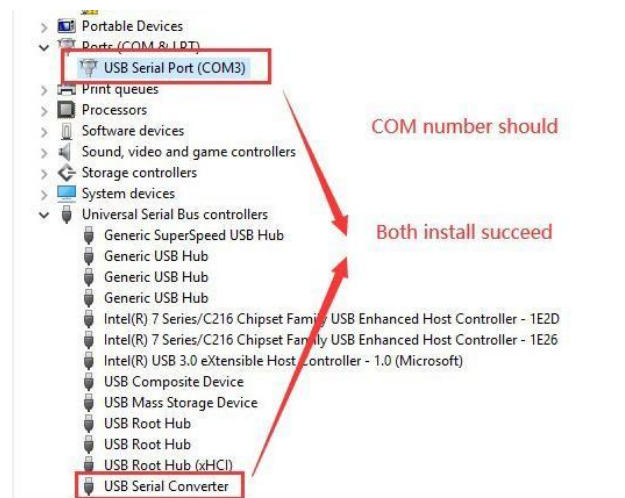 Portable Devices
Ports (COM & LPT)
USB Serial Port (COM3)
Print queues
Processors
Software devices
Sound, video and game controllers
Storage controllers
System devices
Universal Serial Bus controllers
Generic SuperSpeed USB Hub
Generic USB Hub
Generic USB Hub
Generic USB Hub
Intel(R) 7 Series/C216 Chipset Family USB Enhanced Host Controller - 1E2D
Intel(R) 7 Series/C216 Chipset Family USB Enhanced Host Controller - 1E26
Intel(R) USB 3.0 eXtensible Host Controller - 1.0 (Microsoft)
USB Composite Device
USB Mass Storage Device
USB Root Hub
USB Root Hub
USB Root Hub (xHCI)
USB Serial Converter
COM number should
Both install succeed